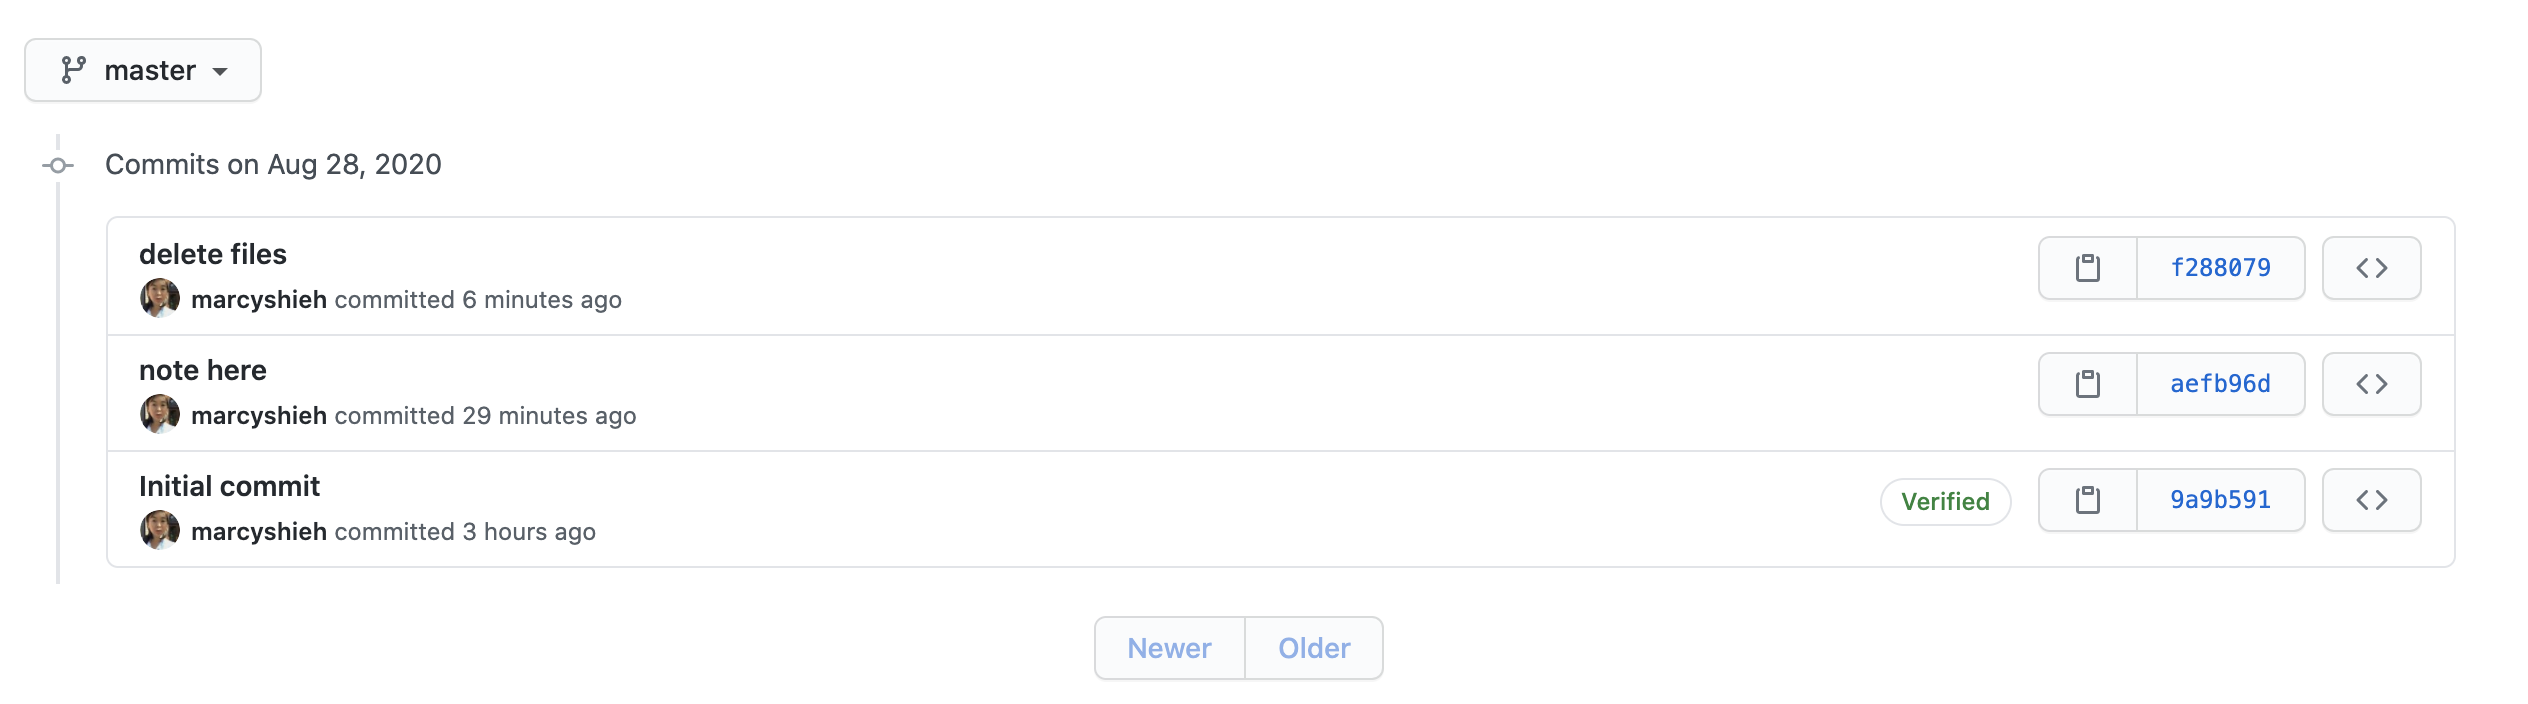 master
Commits on Aug 28, 2020
delete files
marcyshieh committed 6 minutes ago
f288079
note here
marcyshieh committed 29 minutes ago
aefb96d
Initial commit
marcyshieh committed 3 hours ago
Verified
9a9b591
Newer
Older